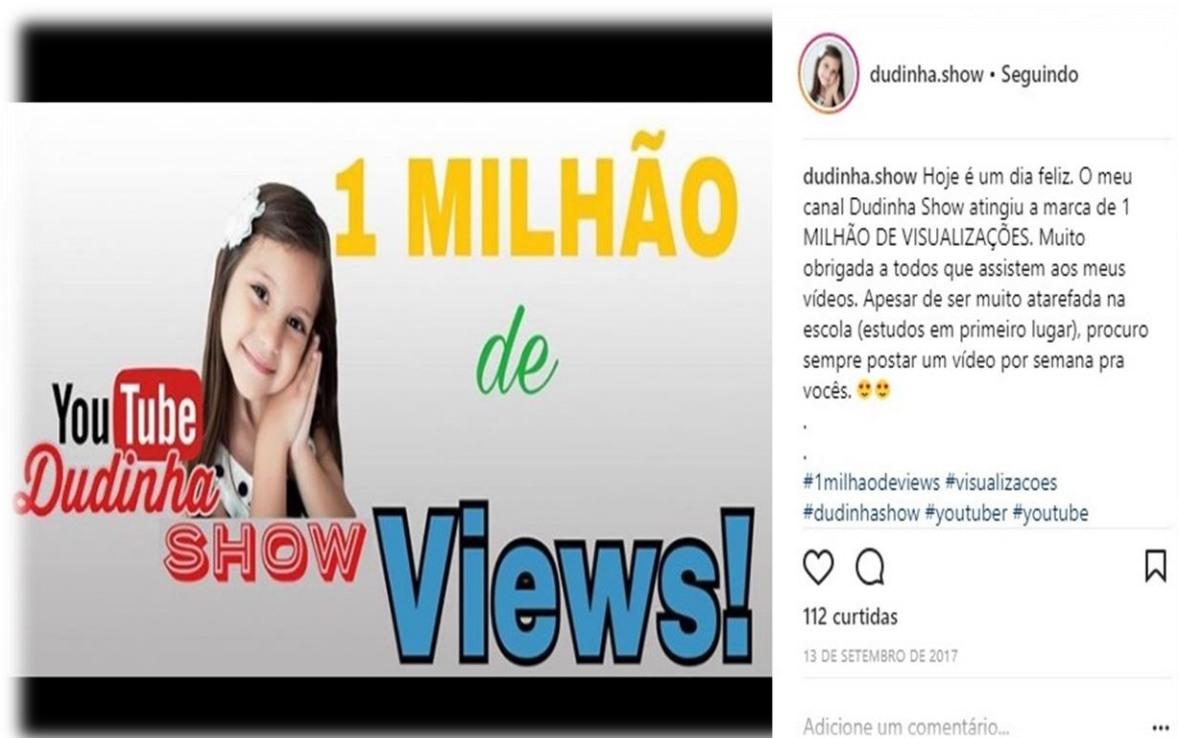 1 MILHÃO
de
Views!
YouTube
Dudinha
SHOW
dudinha.show • Seguindo
dudinha.show Hoje é um dia feliz. O meu
canal Dudinha Show atingiu a marca de 1
MILHÃO DE VISUALIZAÇÕES. Muito
obrigada a todos que assistem aos meus
vídeos. Apesar de ser muito atarefada na
escola (estudos em primeiro lugar), procuro
sempre postar um vídeo por semana pra
vocês. 😍😍
.
.
#1milhaodeviews #visualizacoes
#dudinhashow #youtuber #youtube
112 curtidas
13 DE SETEMBRO DE 2017
Adicione um comentário...